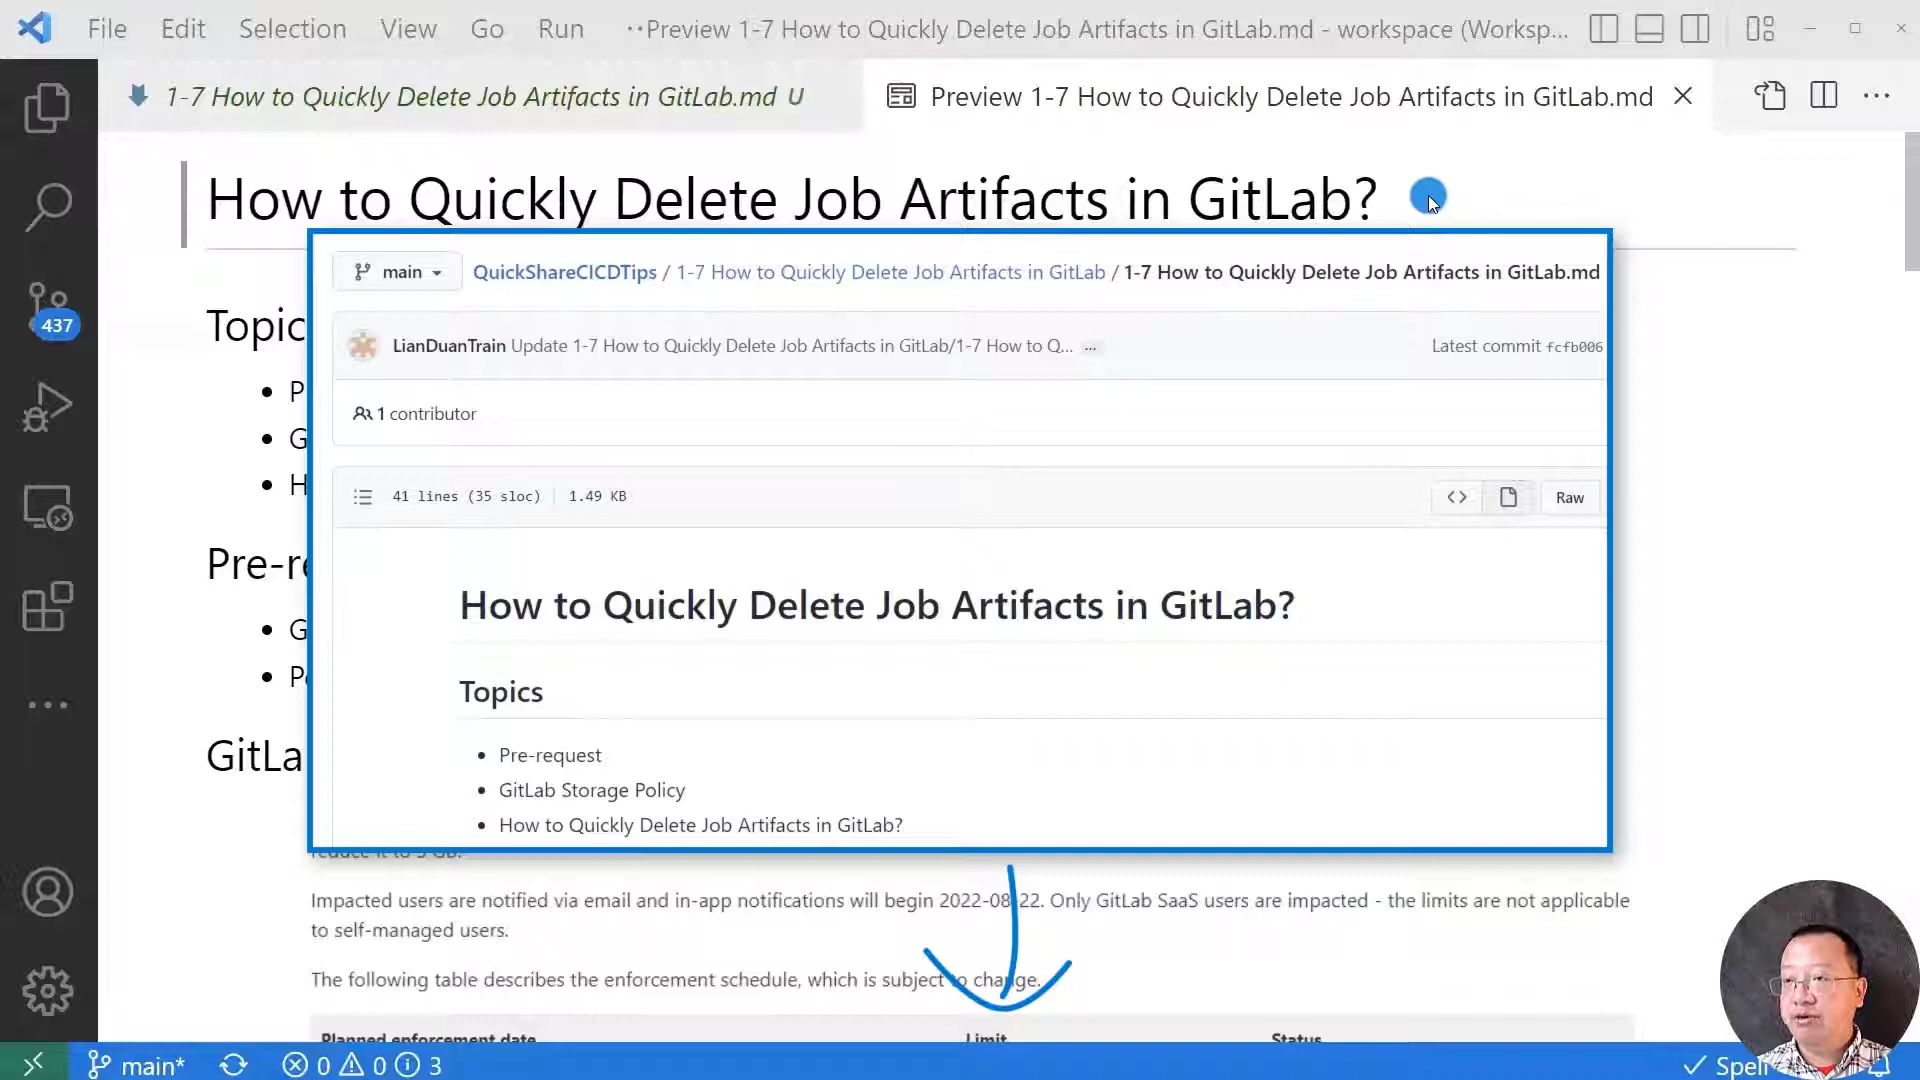 File Edit Selection View Go Run ··Preview 1-7 How to Quickly Delete Job Artifacts in GitLab.md - workspace (Worksp...
1-7 How to Quickly Delete Job Artifacts in GitLab.md U
Preview 1-7 How to Quickly Delete Job Artifacts in GitLab.md
How to Quickly Delete Job Artifacts in GitLab?
main QuickShareCICDTips / 1-7 How to Quickly Delete Job Artifacts in GitLab / 1-7 How to Quickly Delete Job Artifacts in GitLab.md
Topic
437
LianDuanTrain Update 1-7 How to Quickly Delete Job Artifacts in GitLab/1-7 How to Q... ... Latest commit fcfb006
• P
1 contributor
• G
• H
41 lines (35 sloc) 1.49 KB Raw
Pre-re
How to Quickly Delete Job Artifacts in GitLab?
• G
• Pe
Topics
GitLa
• Pre-request
• GitLab Storage Policy
• How to Quickly Delete Job Artifacts in GitLab?
reduce it to 5 GB.
Impacted users are notified via email and in-app notifications will begin 2022-08-22. Only GitLab SaaS users are impacted - the limits are not applicable
to self-managed users.
The following table describes the enforcement schedule, which is subject to change.
Planned enforcement date Limit Status
main* 0 0 3 Spell